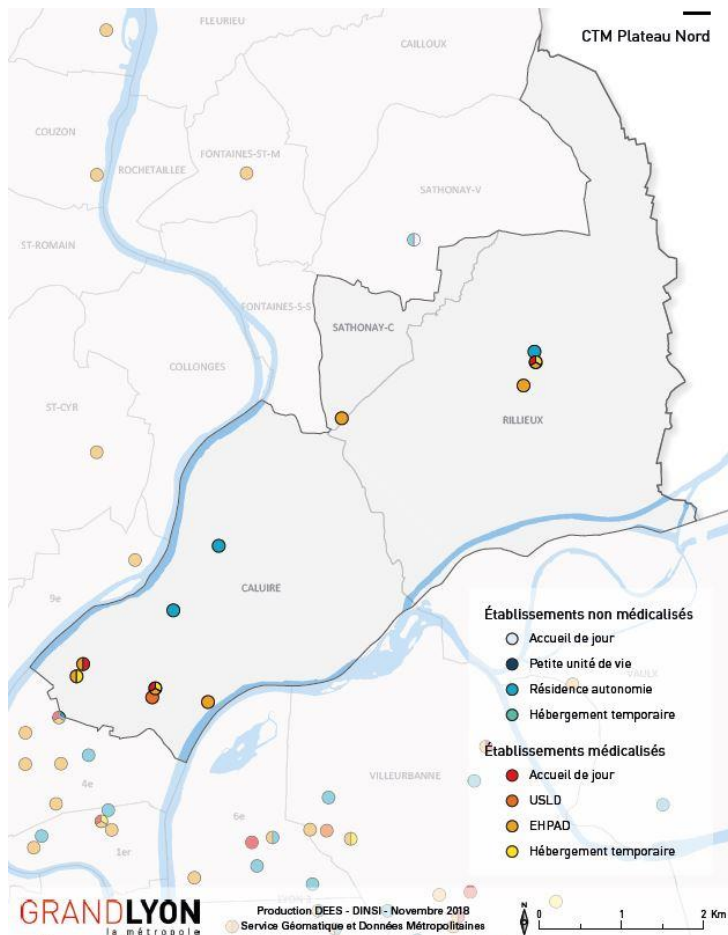 CTM Plateau Nord
FLEURIEU
CAILLOUX
COUZON
ROCHETAILLEE
FONTAINES-ST-M
SATHONAY-V
ST-ROMAIN
FONTAINES-S-S
SATHONAY-C
COLLONGES
ST-CYR
RILLIEUX
CALUIRE
9e
Établissements non médicalisés
Accueil de jour
Petite unité de vie
Résidence autonomie
Hébergement temporaire
VAULX
Établissements médicalisés
Accueil de jour
USLD
EHPAD
Hébergement temporaire
VILLEURBANNE
4e
6e
1er
LYON 3
GRANDLYON
la métropole
Production DEES - DINSI - Novembre 2018
Service Géomatique et Données Métropolitaines
N
0 1 2 Km